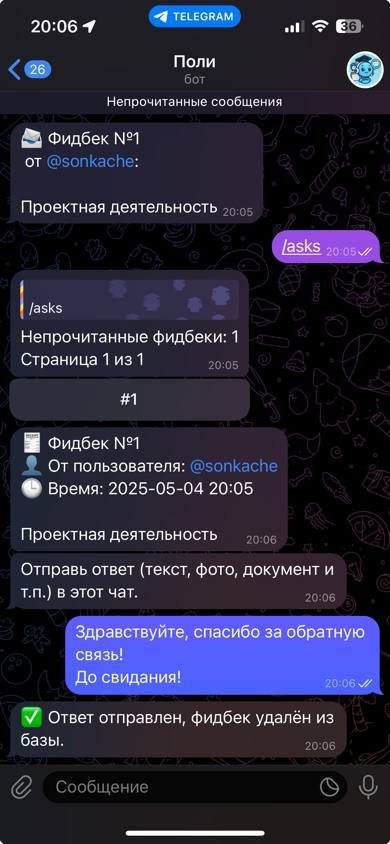 20:06
TELEGRAM
36
26
Поли
бот
Непрочитанные сообщения
Фидбек №1
от @sonkache:
Проектная деятельность 20:05
/asks 20:05
/asks
Непрочитанные фидбеки: 1
Страница 1 из 1 20:05
#1
Фидбек №1
От пользователя: @sonkache
Время: 2025-05-04 20:05
Проектная деятельность 20:06
Отправь ответ (текст, фото, документ и
т.п.) в этот чат. 20:06
Здравствуйте, спасибо за обратную
связь!
До свидания! 20:06
Ответ отправлен, фидбек удалён из
базы. 20:06
Сообщение